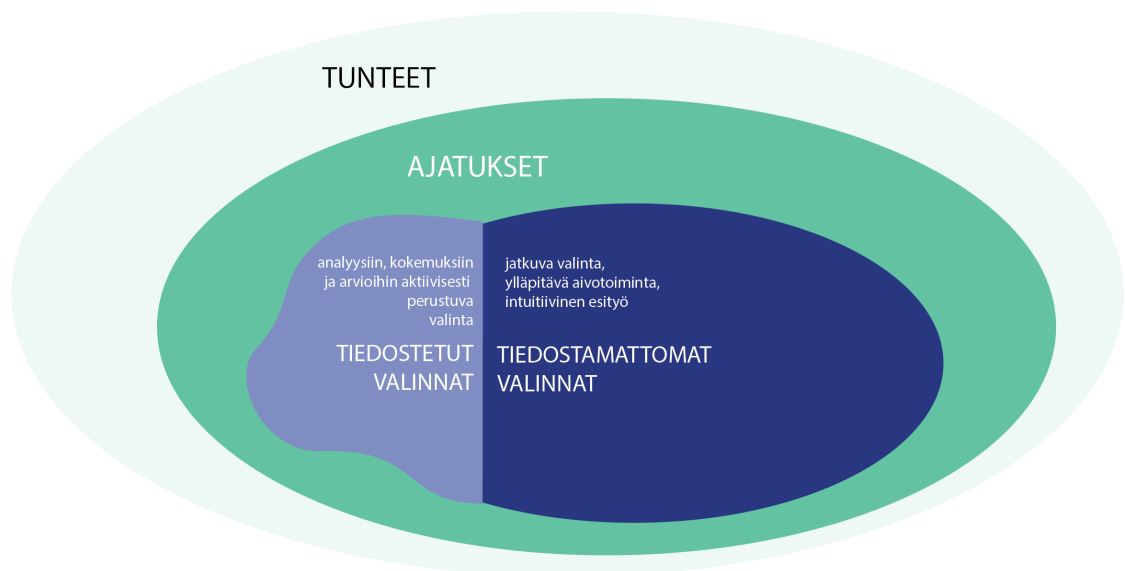 TUNTEET
AJATUKSET
analyysiin, kokemuksiin
ja arvioihin aktiivisesti
perustuva
valinta
TIEDOSTETUT
VALINNAT
jatkuva valinta,
ylläpitävä aivotoiminta,
intuitiivinen esityö
TIEDOSTAMATTOMAT
VALINNAT